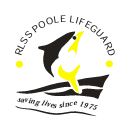 RLSS POOLE LIFEGUARD
saving lives since 1975